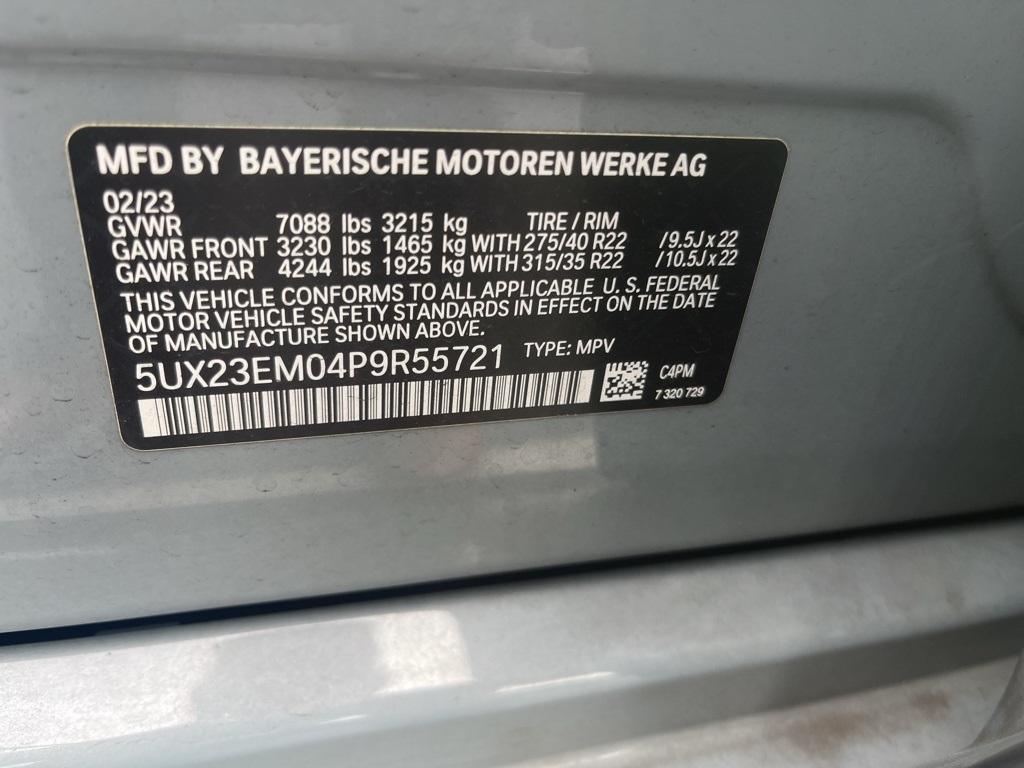 MFD BY BAYERISCHE MOTOREN WERKE AG
02/23
GVWR 7088 lbs 3215 kg TIRE / RIM
GAWR FRONT 3230 lbs 1465 kg WITH 275/40 R22 /9.5J x 22
GAWR REAR 4244 lbs 1925 kg WITH 315/35 R22 /10.5J x 22
THIS VEHICLE CONFORMS TO ALL APPLICABLE U. S. FEDERAL
MOTOR VEHICLE SAFETY STANDARDS IN EFFECT ON THE DATE
OF MANUFACTURE SHOWN ABOVE.
5UX23EM04P9R55721 TYPE: MPV
C4PM
7 320 729